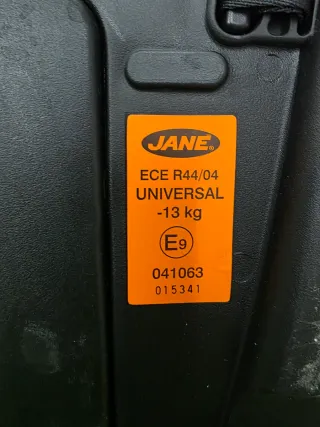 JANE®
ECE R44/04
UNIVERSAL
-13 kg
E9
041063
015341